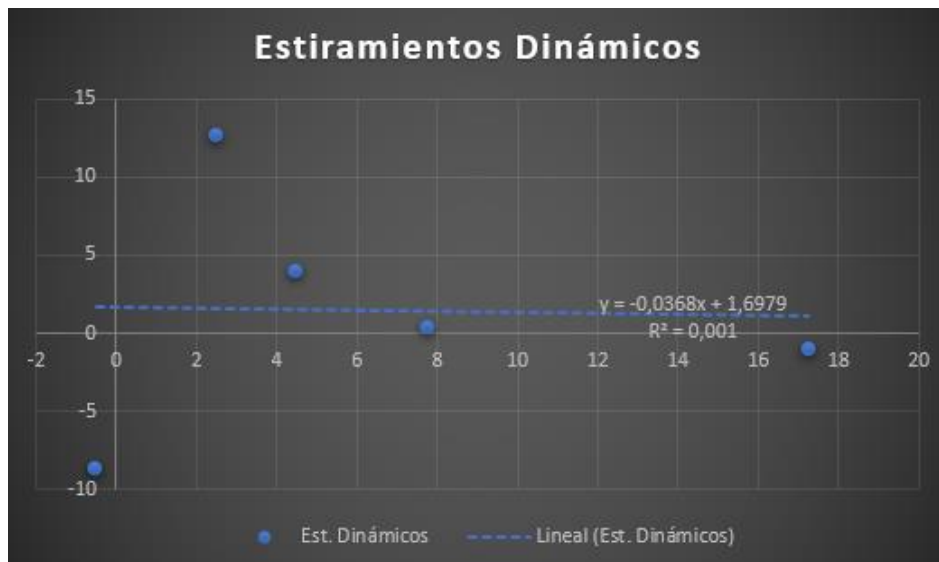 Estiramientos Dinámicos
15
10
5
0
-5
-10
-2 0 2 4 6 8 10 12 14 16 18 20
y = -0,0368x + 1,6979
R² = 0,001
Est. Dinámicos Lineal (Est. Dinámicos)